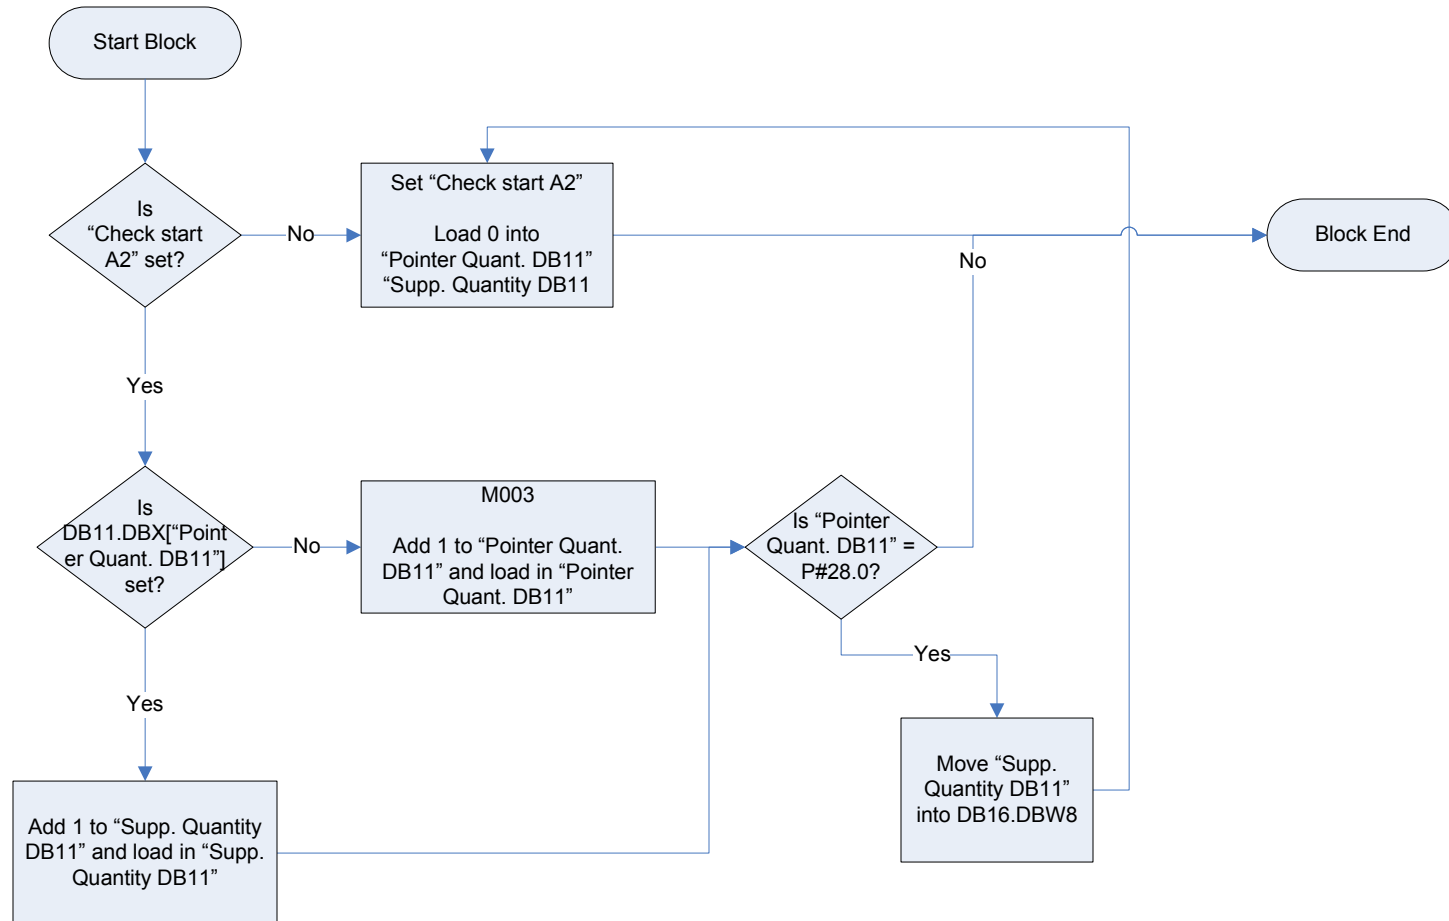 Start Block
Is
“Check start
A2” set?
No
Set “Check start A2”
Load 0 into
“Pointer Quant. DB11”
“Supp. Quantity DB11
No
Block End
Yes
Is
DB11.DBX[“Point
er Quant. DB11”]
set?
No
M003
Add 1 to “Pointer Quant.
DB11” and load in “Pointer
Quant. DB11”
Is “Pointer
Quant. DB11” =
P#28.0?
Yes
Yes
Move “Supp.
Quantity DB11”
into DB16.DBW8
Add 1 to “Supp. Quantity
DB11” and load in “Supp.
Quantity DB11”